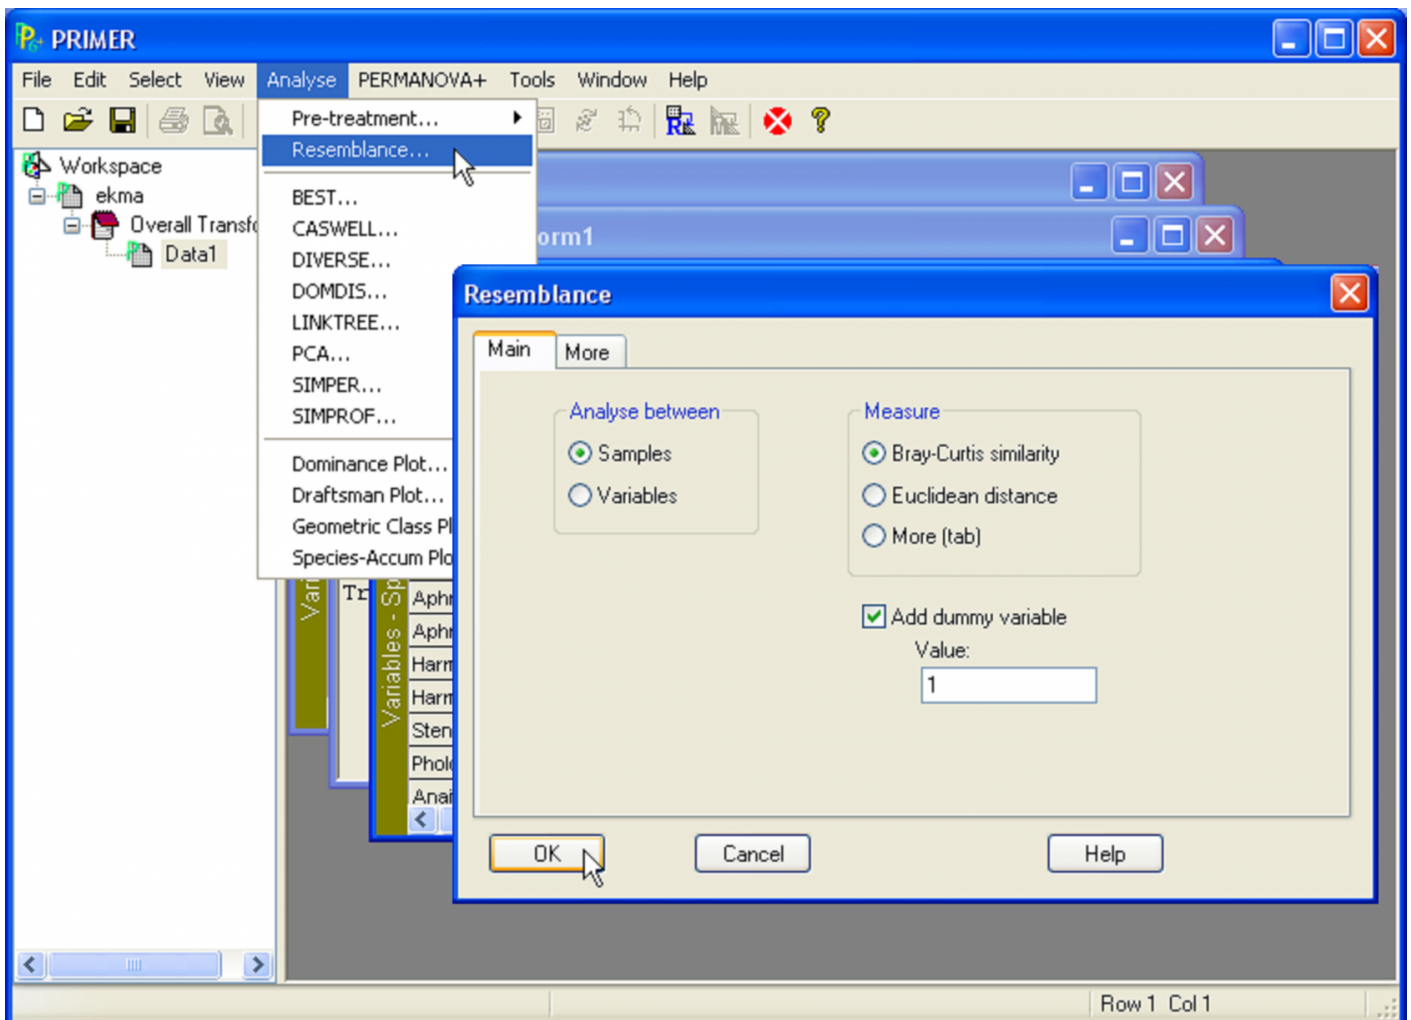 PRIMER
File Edit Select View Analyse PERMANOVA+ Tools Window Help
Workspace
ekma
Overall
Data1
Pre-treatment...
Resemblance...
BEST...
CASWELL...
DIVERSE...
DOMDIS...
LINKTREE...
PCA...
SIMPER...
SIMPROF...
Dominance Plot...
Draftsman Plot...
Geometric Class
Species-Accum
orm1
Resemblance
Main More
Analyse between
Samples
Variables
Measure
Bray-Curtis similarity
Euclidean distance
More (tab)
Add dummy variable
Value:
1
OK Cancel Help
Vari
Tr
Variables - Sp
Aphr
Aphr
Harm
Harm
Sten
Phol
Anai
Row 1 Col 1